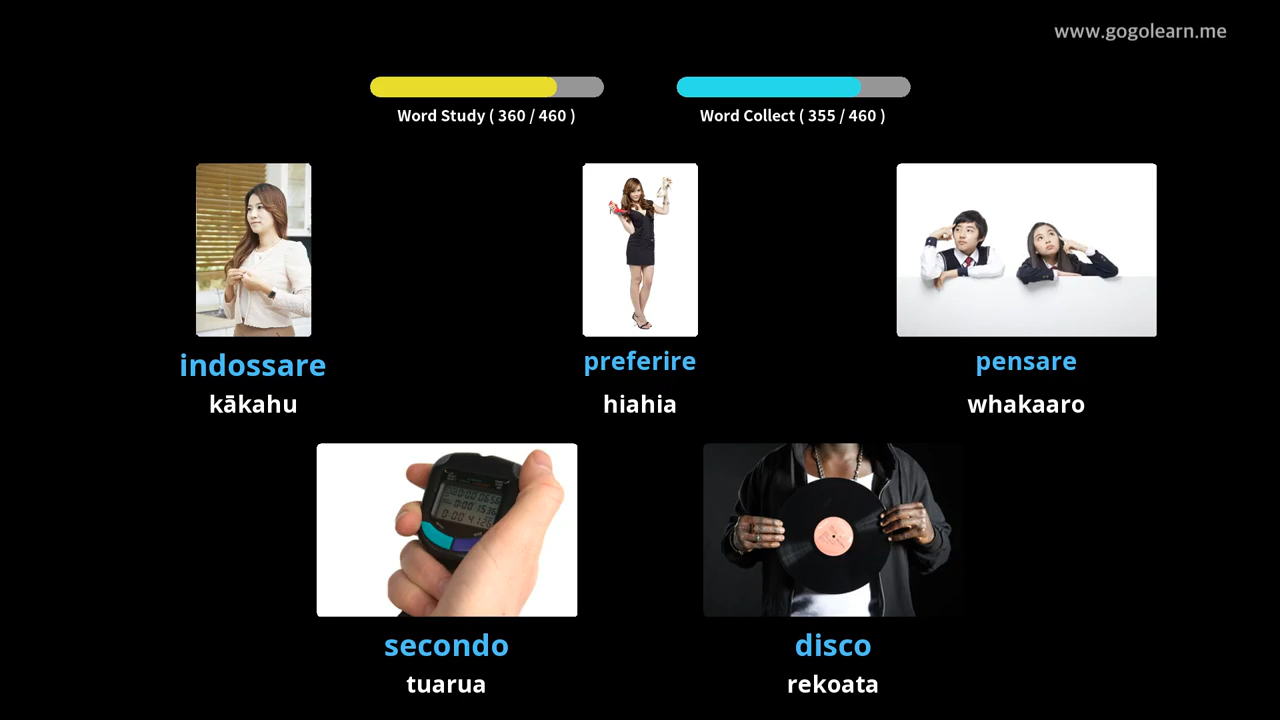 www.gogolearn.me
Word Study ( 360 / 460 )
Word Collect ( 355 / 460 )
indossare
kākahu
preferire
hiahia
pensare
whakaaro
secondo
tuarua
disco
rekoata